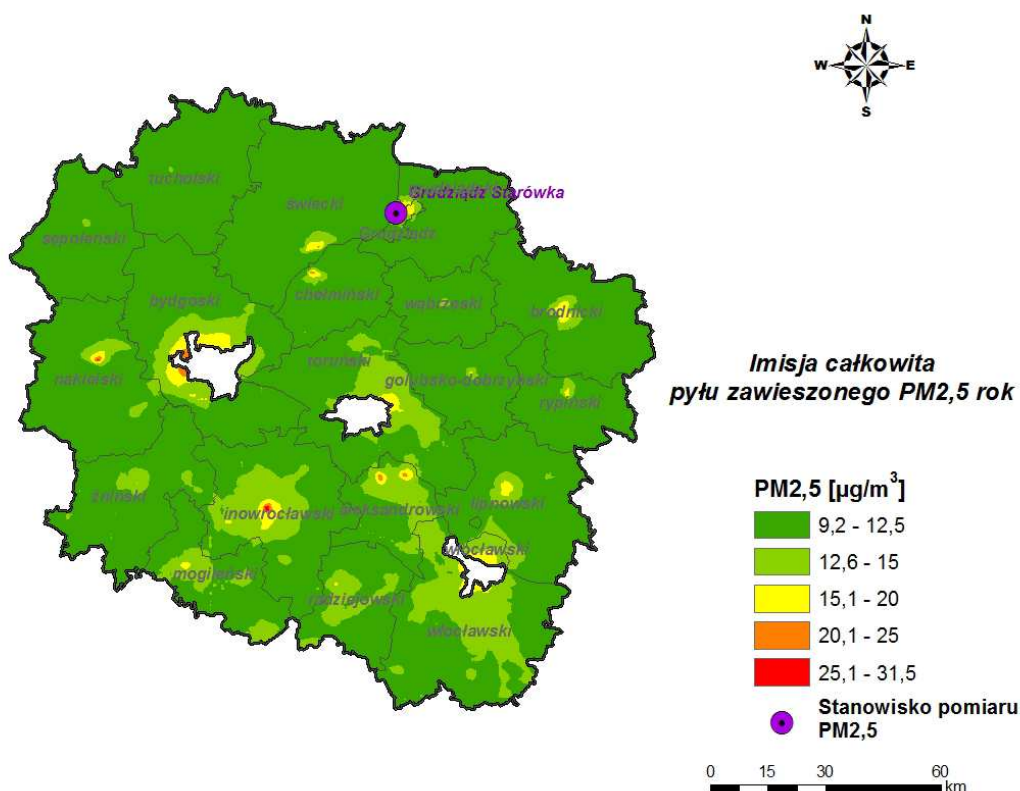 N
W E
S
tucholski
świecki
Grudziądz Starówka
Grudziądz
sępoleński
bydgoski
chełmiński
wąbrzeski
brodnicki
toruński
nakielski
golubsko-dobrzyński
rypiński
żniński
inowrocławski
aleksandrowski
lipnowski
włocławski
mogileński
radziejowski
włocławski
Imisja całkowita
pyłu zawieszonego PM2,5 rok
PM2,5 [µg/m³]
9,2 - 12,5
12,6 - 15
15,1 - 20
20,1 - 25
25,1 - 31,5
Stanowisko pomiaru
PM2,5
0 15 30 60
km